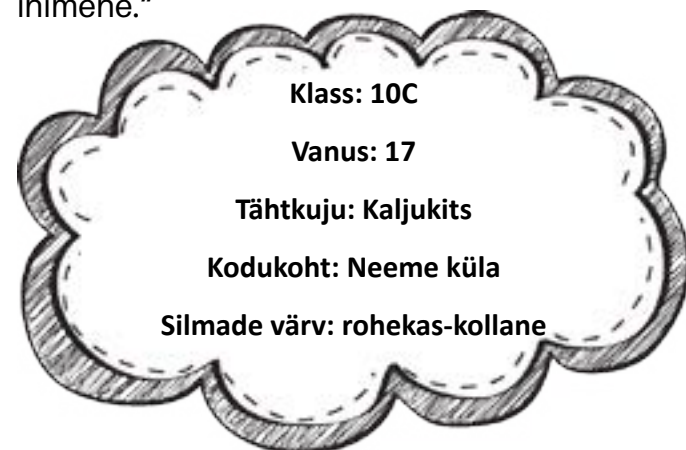 inimene."
Klass: 10C
Vanus: 17
Tähtkuju: Kaljukits
Kodukoht: Neeme küla
Silmade värv: rohekas-kollane